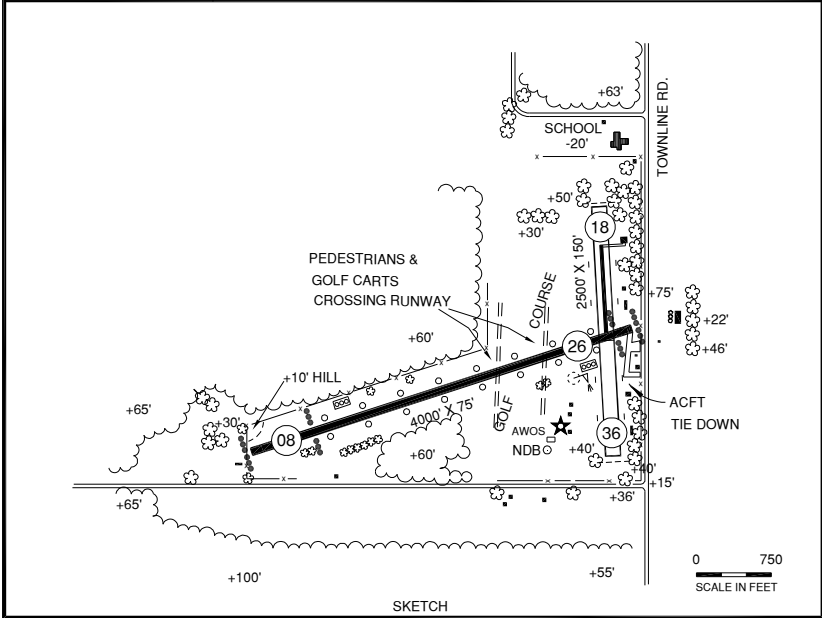 +63'
TOWNLINE RD.
SCHOOL
-20'
+50'
+30'
18
2500' X 150'
PEDESTRIANS &
GOLF CARTS
CROSSING RUNWAY
COURSE
+75'
+22'
+46'
+60'
26
+10' HILL
+65'
+30'
08
4000' X 75'
GOLF
ACFT
TIE DOWN
AWOS
NDB
36
+60'
+40'
+40'
+15'
+36'
+65'
+100'
+55'
0 750
SCALE IN FEET
SKETCH